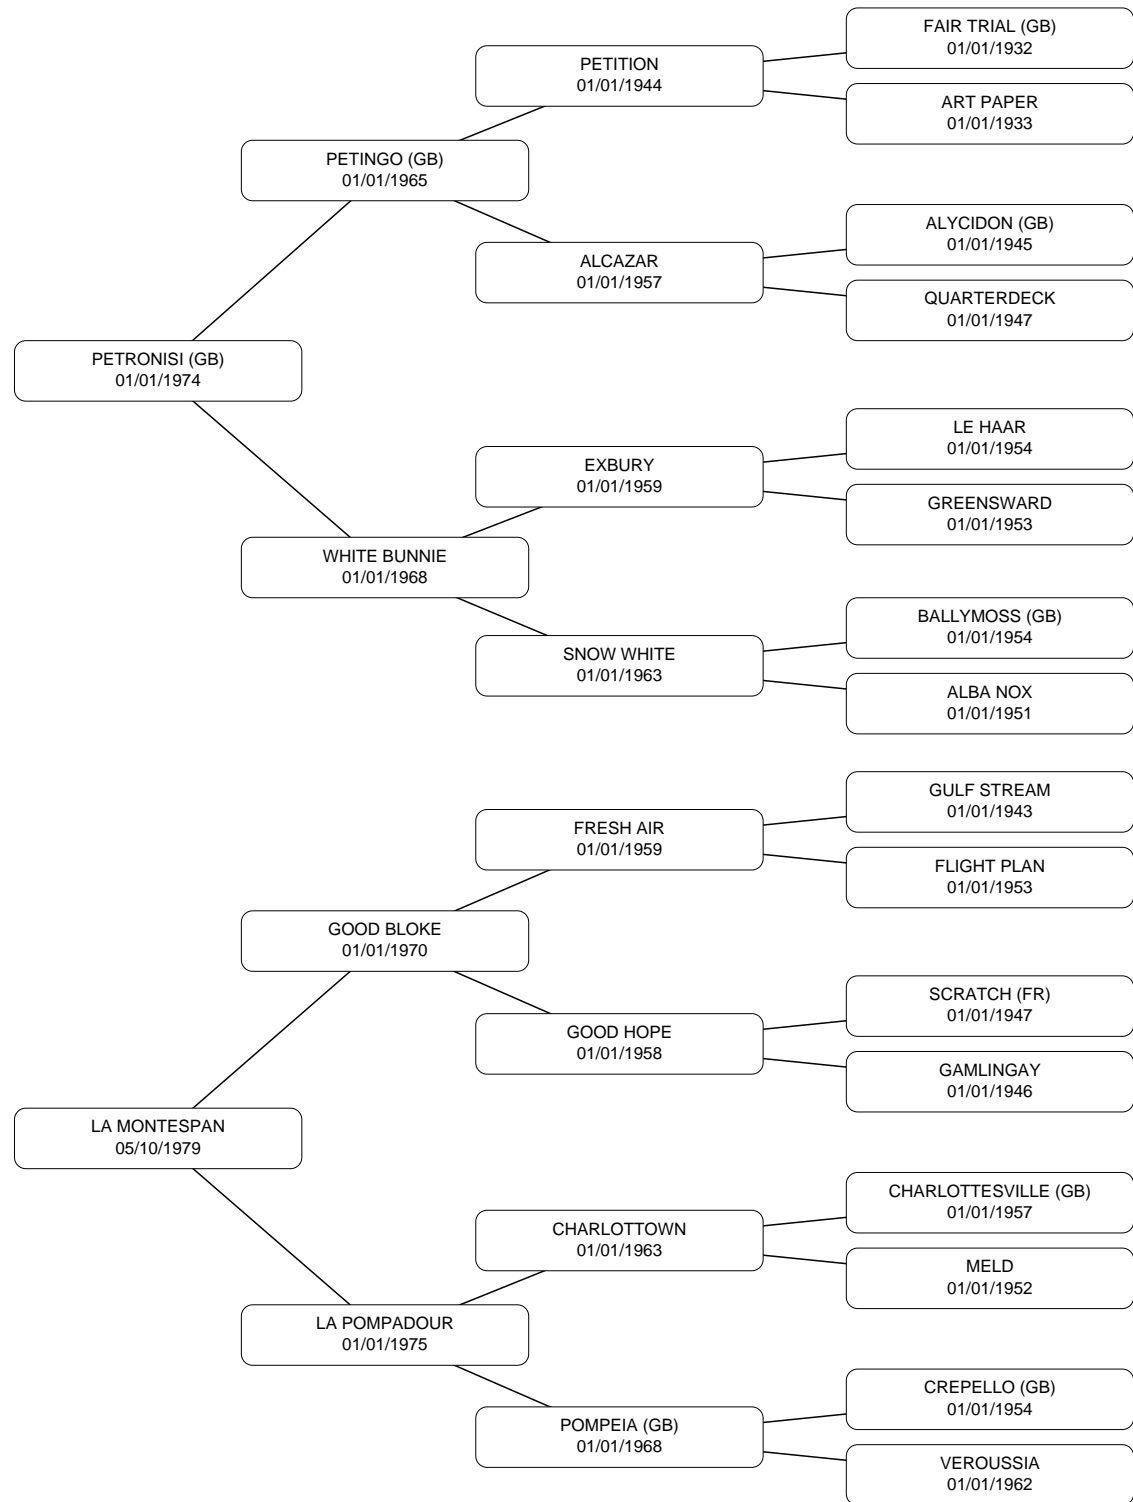 FAIR TRIAL (GB)
01/01/1932
PETITION
01/01/1944
ART PAPER
01/01/1933
PETINGO (GB)
01/01/1965
ALYCIDON (GB)
01/01/1945
ALCAZAR
01/01/1957
QUARTERDECK
01/01/1947
PETRONISI (GB)
01/01/1974
LE HAAR
01/01/1954
EXBURY
01/01/1959
GREENSWARD
01/01/1953
WHITE BUNNIE
01/01/1968
BALLYMOSS (GB)
01/01/1954
SNOW WHITE
01/01/1963
ALBA NOX
01/01/1951
GULF STREAM
01/01/1943
FRESH AIR
01/01/1959
FLIGHT PLAN
01/01/1953
GOOD BLOKE
01/01/1970
SCRATCH (FR)
01/01/1947
GOOD HOPE
01/01/1958
GAMLINGAY
01/01/1946
LA MONTESPAN
05/10/1979
CHARLOTTESVILLE (GB)
01/01/1957
CHARLOTTOWN
01/01/1963
MELD
01/01/1952
LA POMPADOUR
01/01/1975
CREPELLO (GB)
01/01/1954
POMPEIA (GB)
01/01/1968
VEROUSSIA
01/01/1962